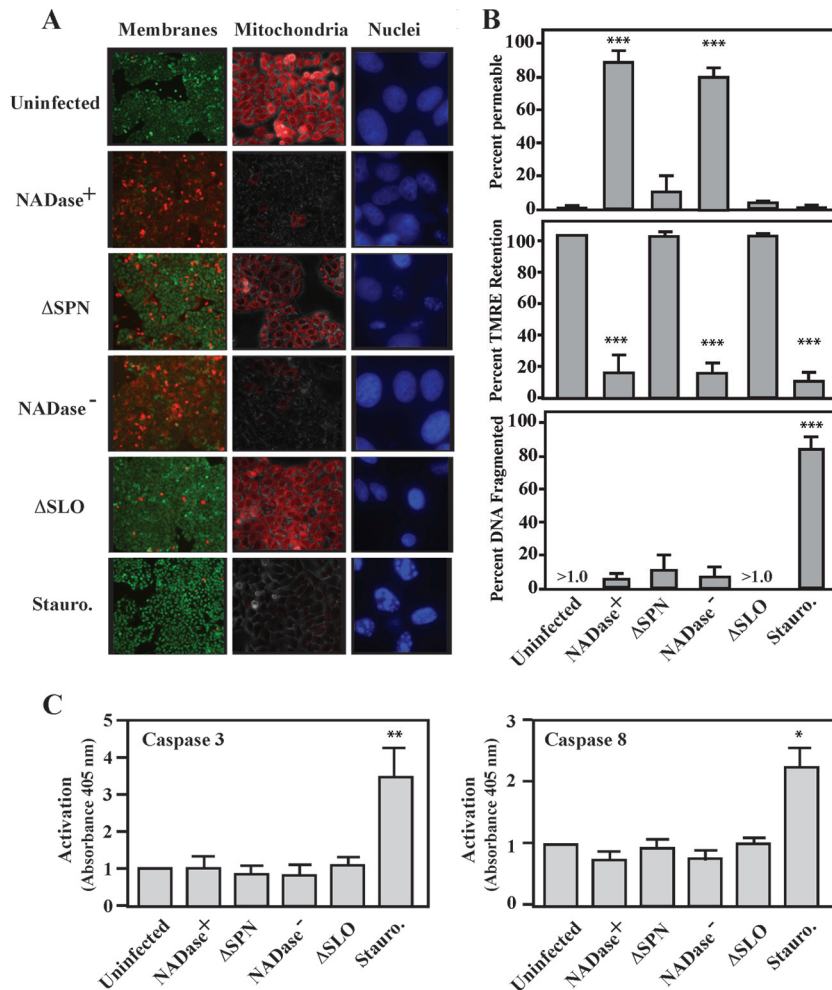 A
Membranes Mitochondria Nuclei
Uninfected
NADase+
ΔSPN
NADase-
ΔSLO
Stauro.
B
Percent permeable
100
80
60
40
20
0
*** ***
Percent TMRE Retention
100
80
60
40
20
0
*** *** ***
Percent DNA Fragmented
100
80
60
40
20
0
>1.0 >1.0 ***
Uninfected NADase+ ΔSPN NADase- ΔSLO Stauro.
C
Caspase 3
Activation
(Absorbance 405 nm)
5
4
3
2
1
0
**
Uninfected NADase+ ΔSPN NADase- ΔSLO Stauro.
Caspase 8
Activation
(Absorbance 405 nm)
3
2
1
0
*
Uninfected NADase+ ΔSPN NADase- ΔSLO Stauro.